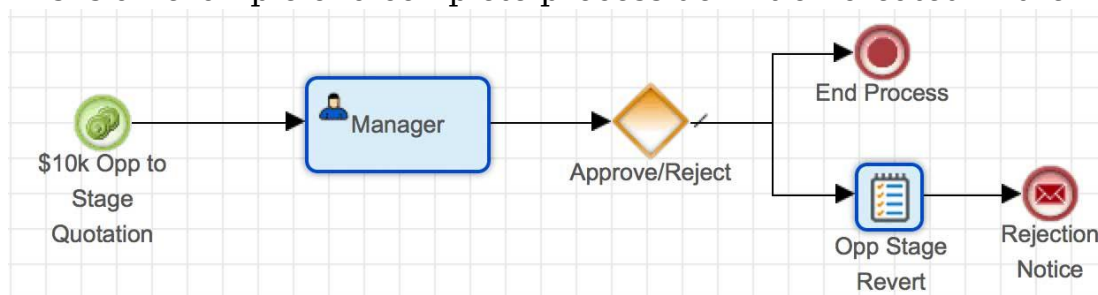 End Process
Manager
$10k Opp to
Stage
Quotation
Approve/Reject
Opp Stage
Revert
Rejection
Notice